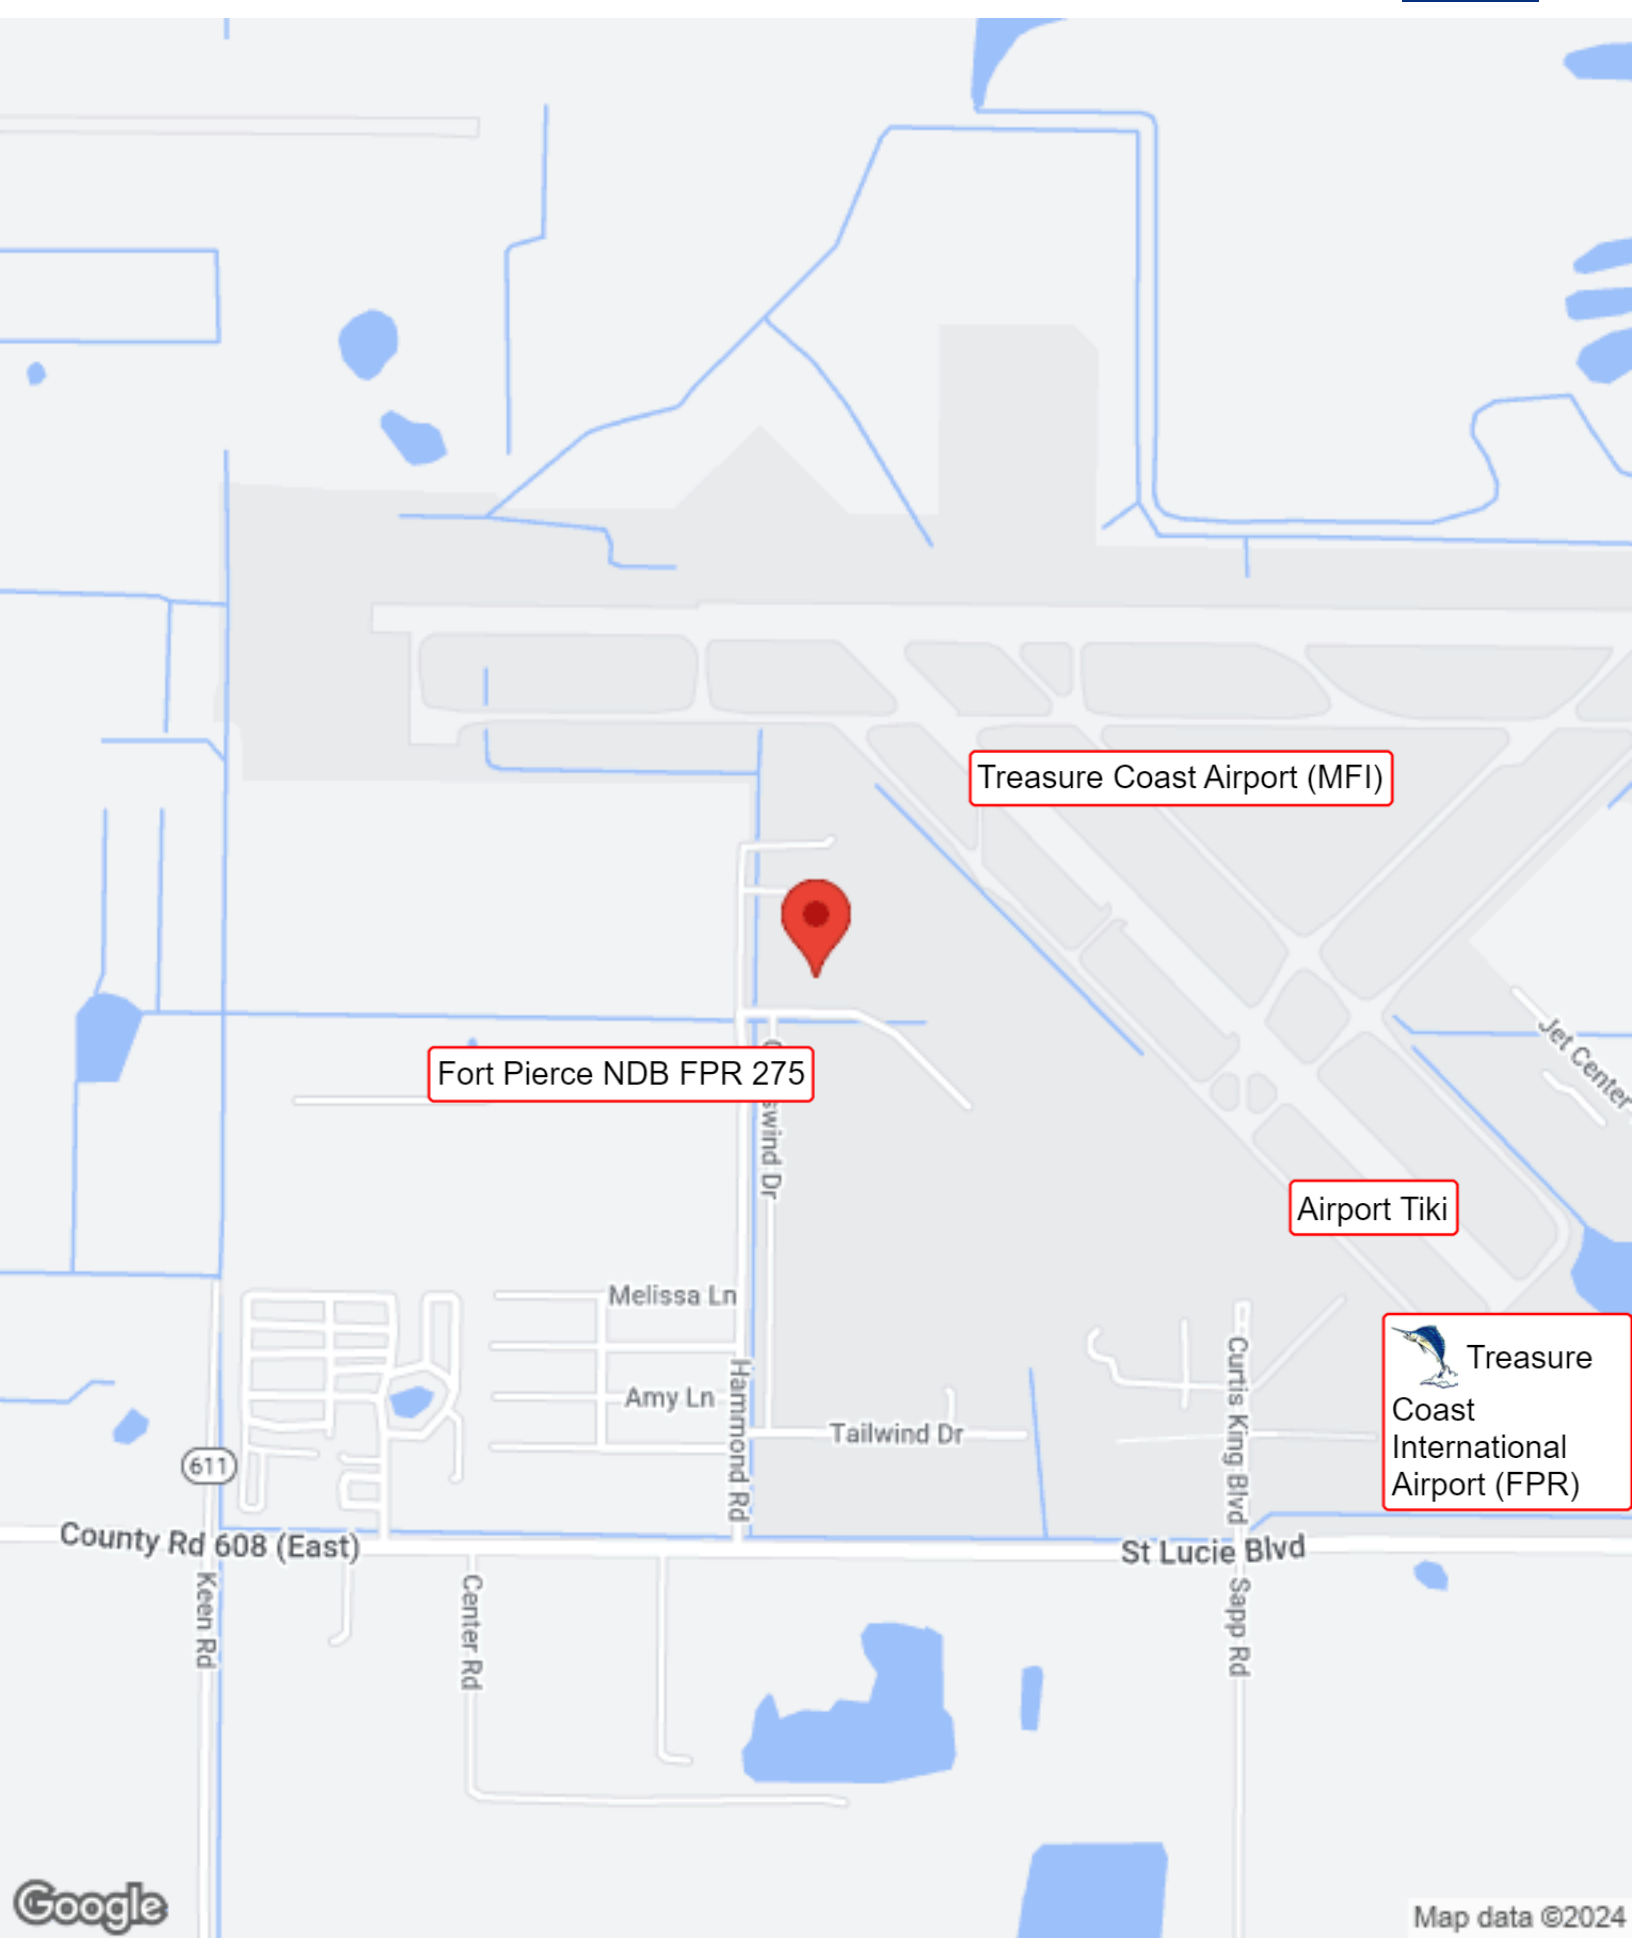 Treasure Coast Airport (MFI)
Jet Center
Fort Pierce NDB FPR 275
swind Dr
Airport Tiki
Melissa Ln
Treasure
Coast
International
Airport (FPR)
Curtis King Blvd
Hammond Rd
Amy Ln
Tailwind Dr
611
County Rd 608 (East)
St Lucie Blvd
Keen Rd
Center Rd
Sapp Rd
Google
Map data ©2024